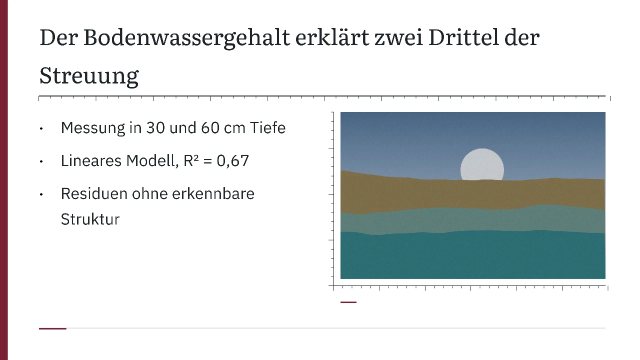 Der Bodenwassergehalt erklärt zwei Drittel der
Streuung
• Messung in 30 und 60 cm Tiefe
• Lineares Modell, R² = 0,67
• Residuen ohne erkennbare
Struktur